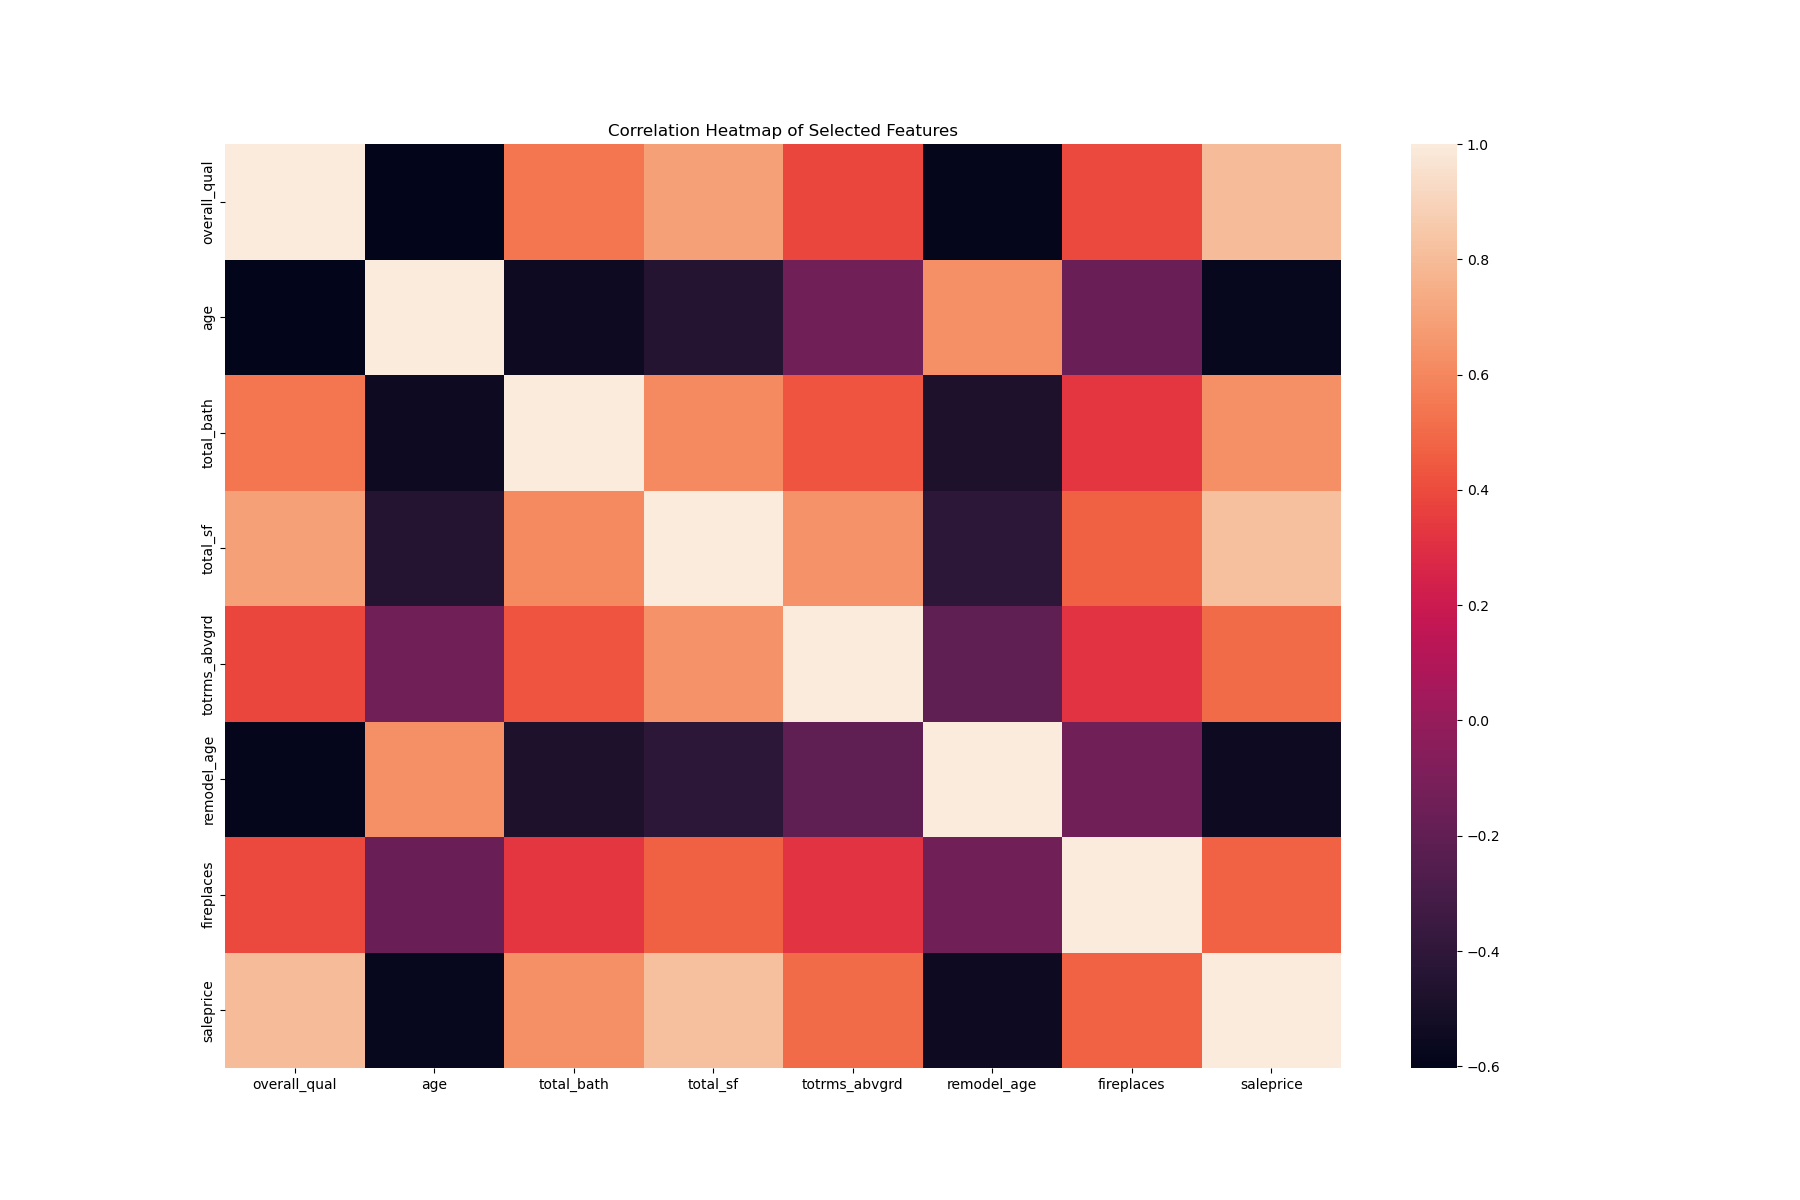 Correlation Heatmap of Selected Features
overall_qual
age
total_bath
total_sf
totrms_abvgrd
remodel_age
fireplaces
saleprice
overall_qual
age
total_bath
total_sf
totrms_abvgrd
remodel_age
fireplaces
saleprice
1.0
0.8
0.6
0.4
0.2
0.0
−0.2
−0.4
−0.6